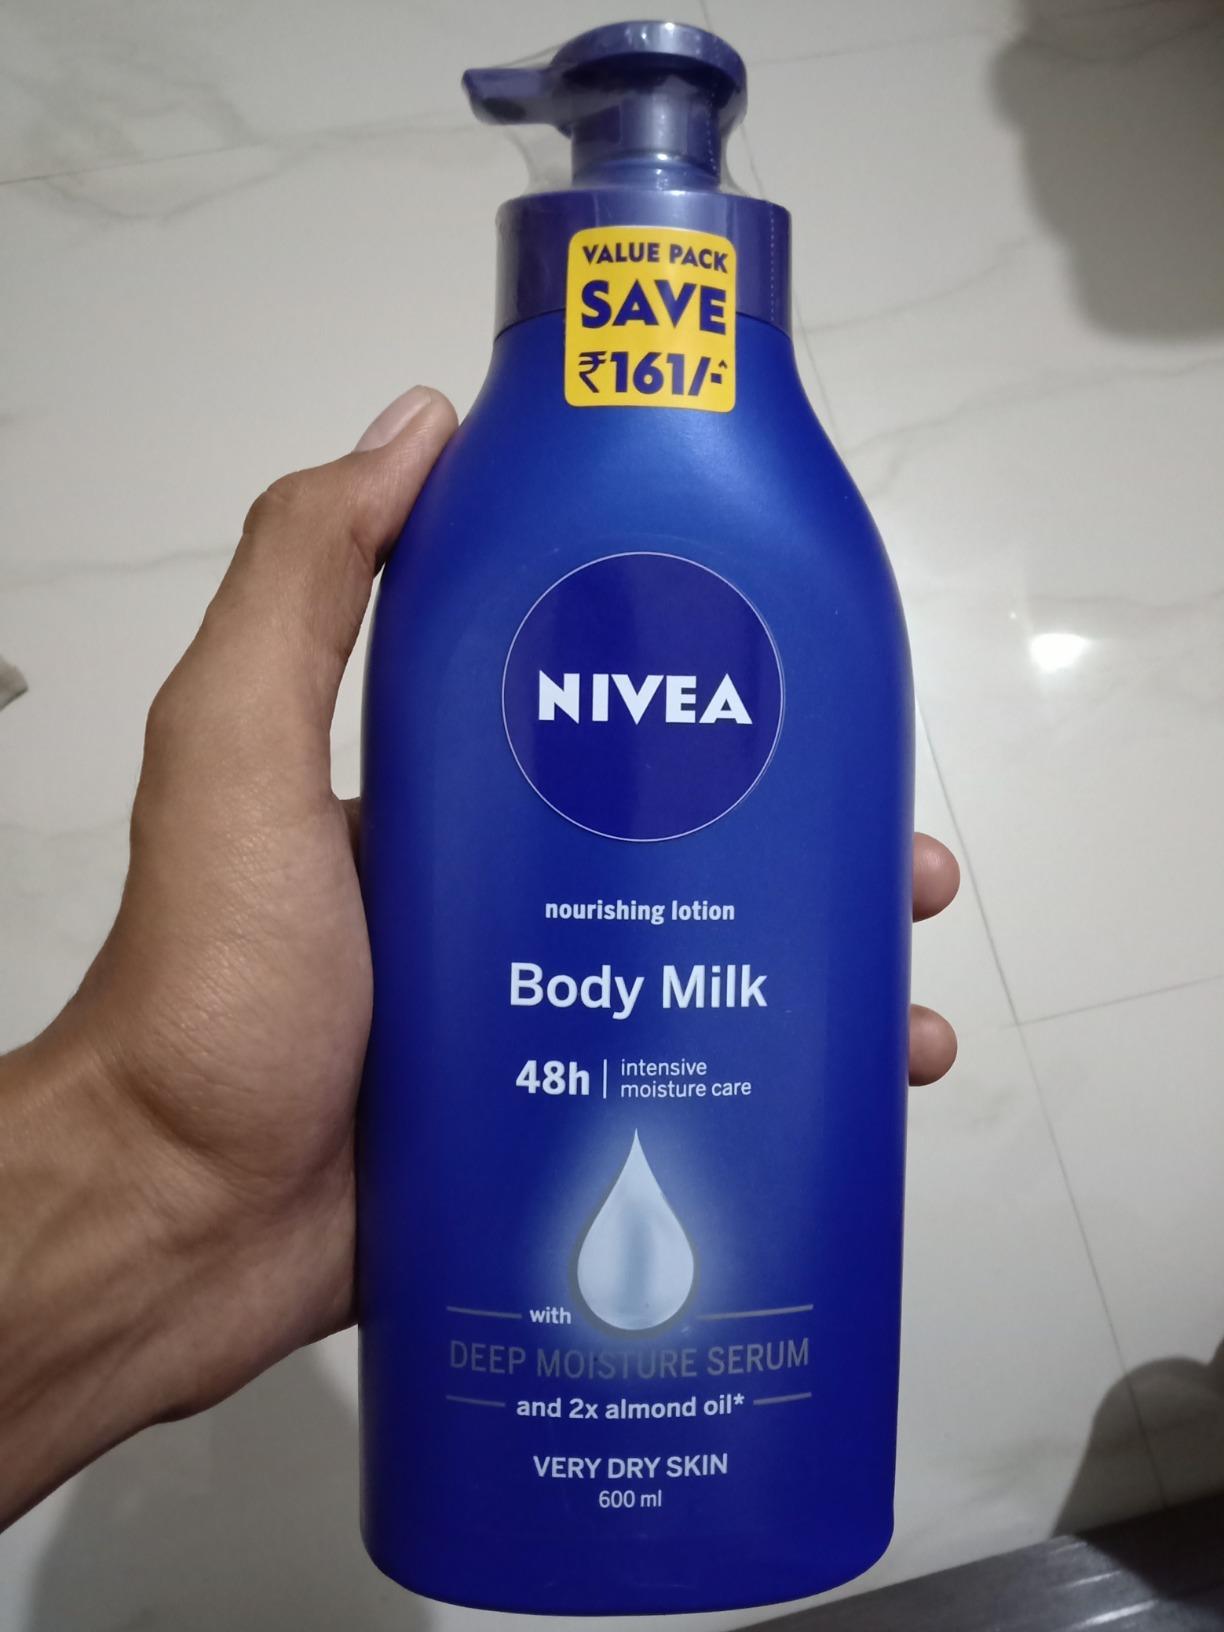 VALUE PACK
SAVE
₹161/-^
NIVEA
nourishing lotion
Body Milk
48h | intensive
moisture care
with
DEEP MOISTURE SERUM
and 2x almond oil*
VERY DRY SKIN
600 ml